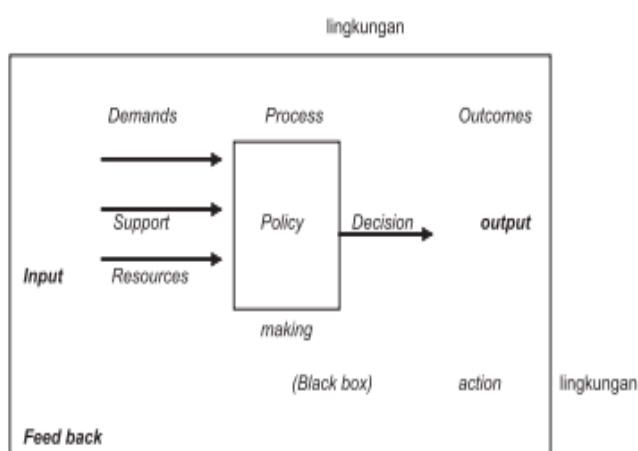 lingkungan
Demands Process Outcomes
Support Policy Decision output
Input Resources
making
(Black box) action lingkungan
Feed back